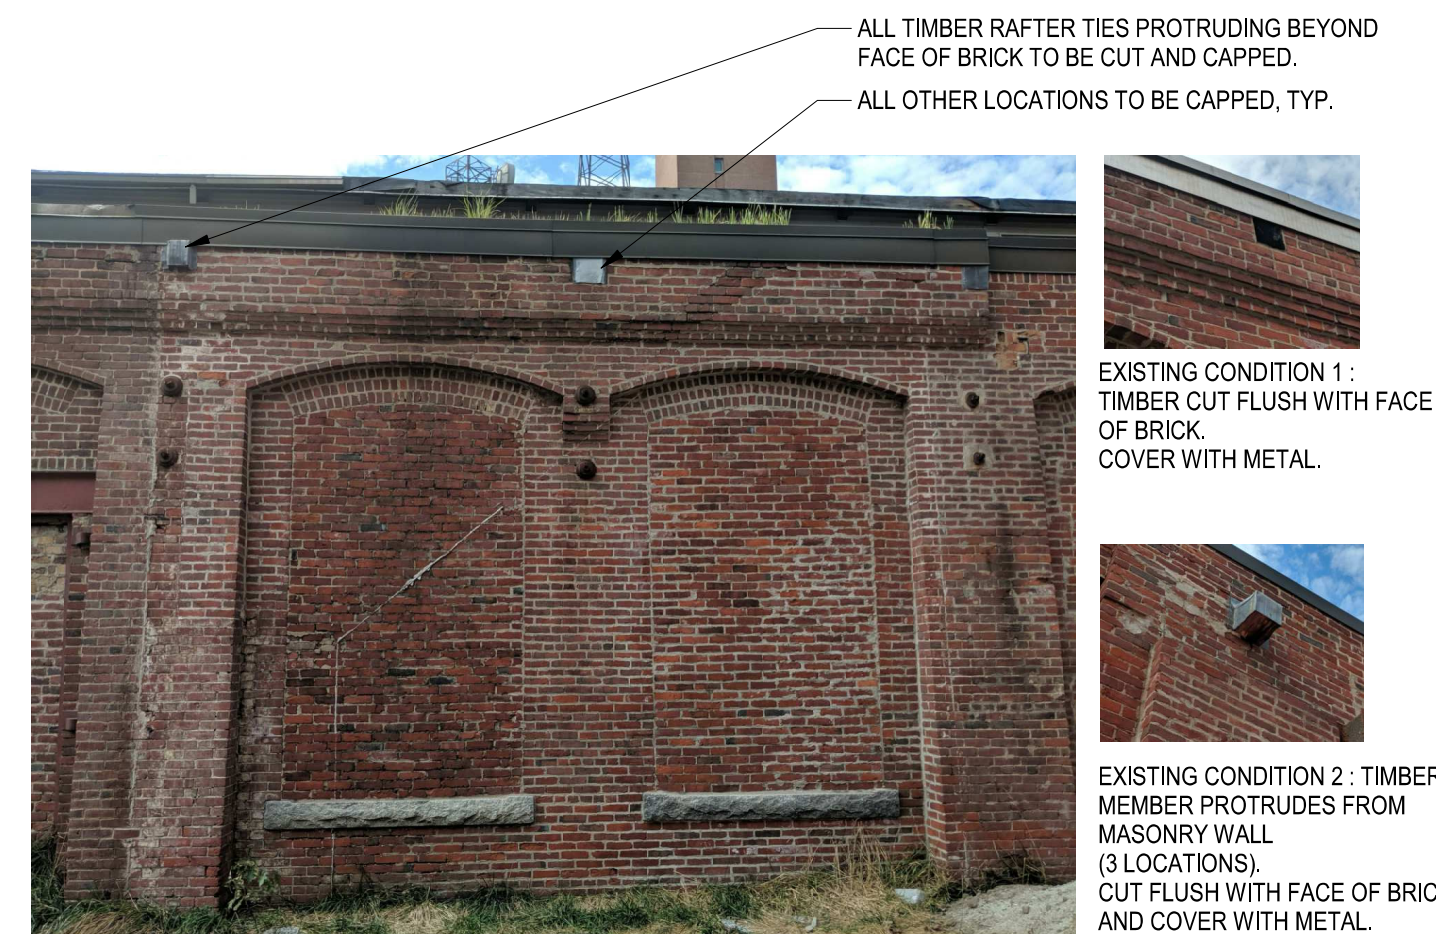 ALL TIMBER RAFTER TIES PROTRUDING BEYOND
FACE OF BRICK TO BE CUT AND CAPPED.
ALL OTHER LOCATIONS TO BE CAPPED, TYP.
EXISTING CONDITION 1 :
TIMBER CUT FLUSH WITH FACE
OF BRICK.
COVER WITH METAL.
EXISTING CONDITION 2 : TIMBER
MEMBER PROTRUDES FROM
MASONRY WALL
(3 LOCATIONS).
CUT FLUSH WITH FACE OF BRIC
AND COVER WITH METAL.